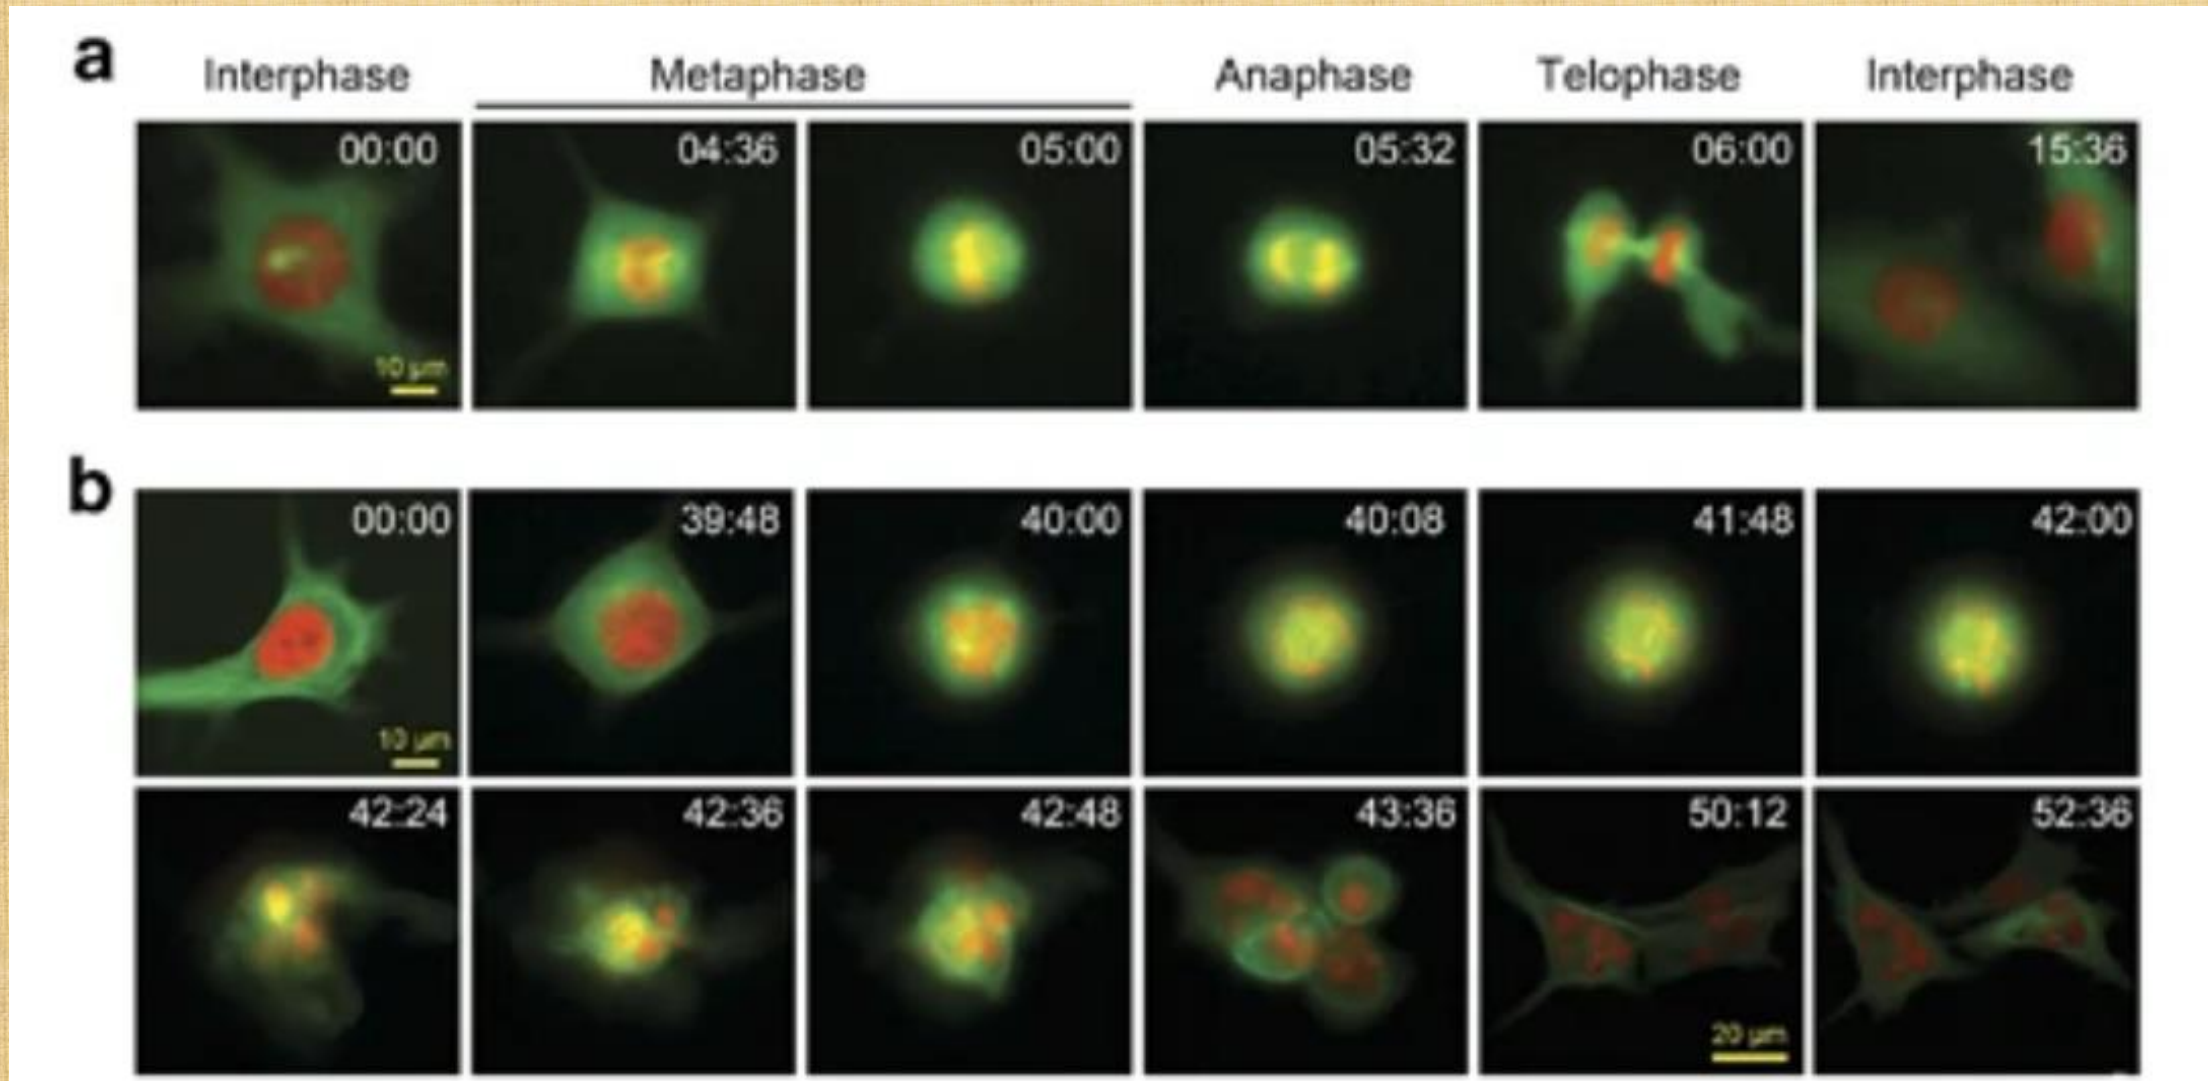 a
Interphase Metaphase Anaphase Telophase Interphase
00:00 04:36 05:00 05:32 06:00 15:36
10 µm
b
00:00 39:48 40:00 40:08 41:48 42:00
10 µm
42:24 42:36 42:48 43:36 50:12 52:36
20 µm